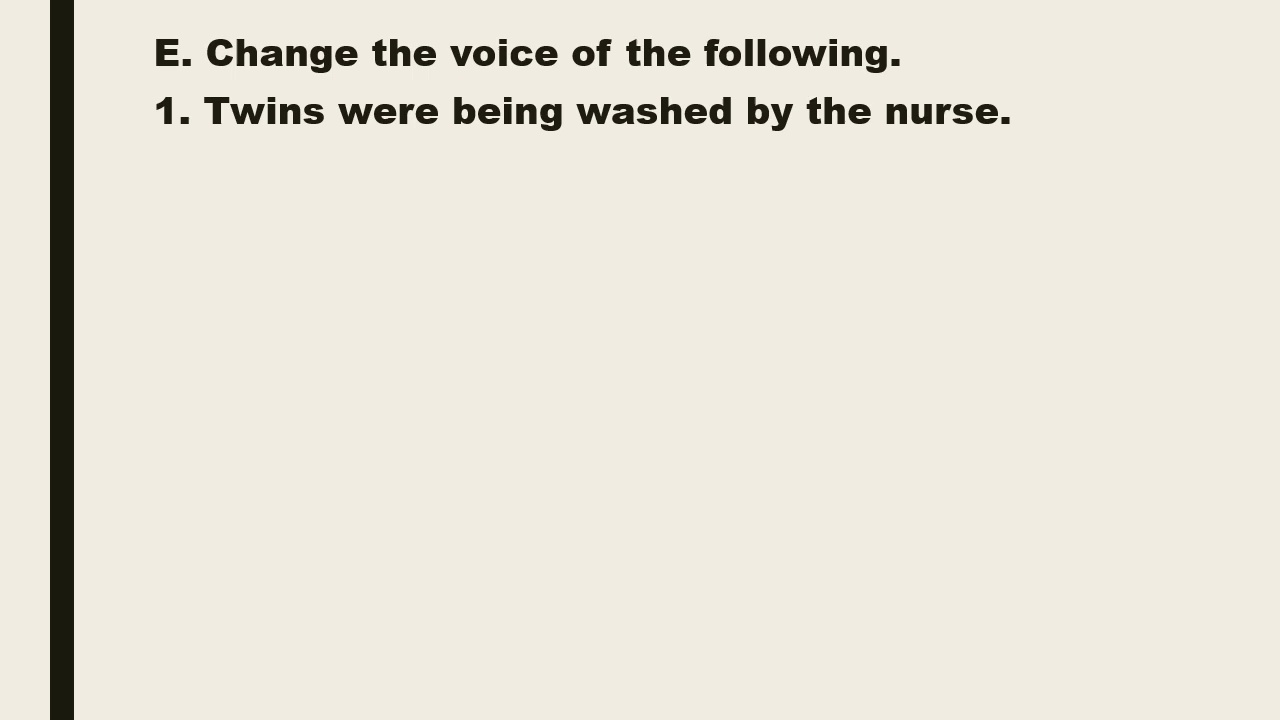 E. Change the voice of the following.
1. Twins were being washed by the nurse.